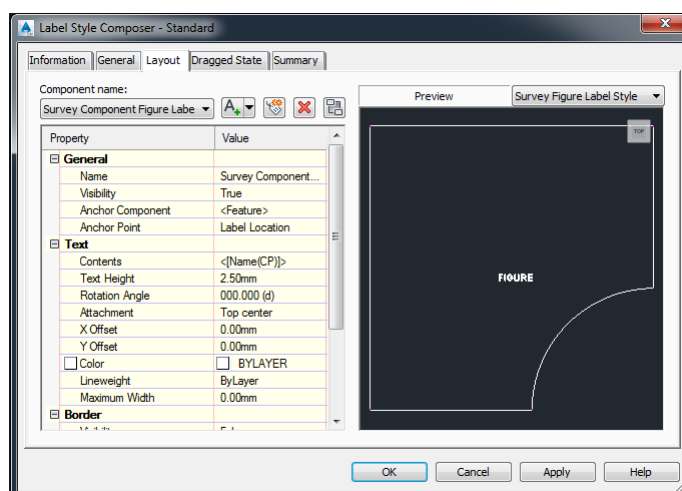 Label Style Composer - Standard
Information General Layout Dragged State Summary
Component name:
Survey Component Figure Labe
Preview Survey Figure Label Style
Property Value
General
Name Survey Component...
Visibility True
Anchor Component <Feature>
Anchor Point Label Location
Text
Contents <[Name(CP)]>
Text Height 2.50mm
Rotation Angle 000.000 (d)
Attachment Top center
X Offset 0.00mm
Y Offset 0.00mm
Color BYLAYER
Lineweight ByLayer
Maximum Width 0.00mm
Border
TOP
FIGURE
OK Cancel Apply Help